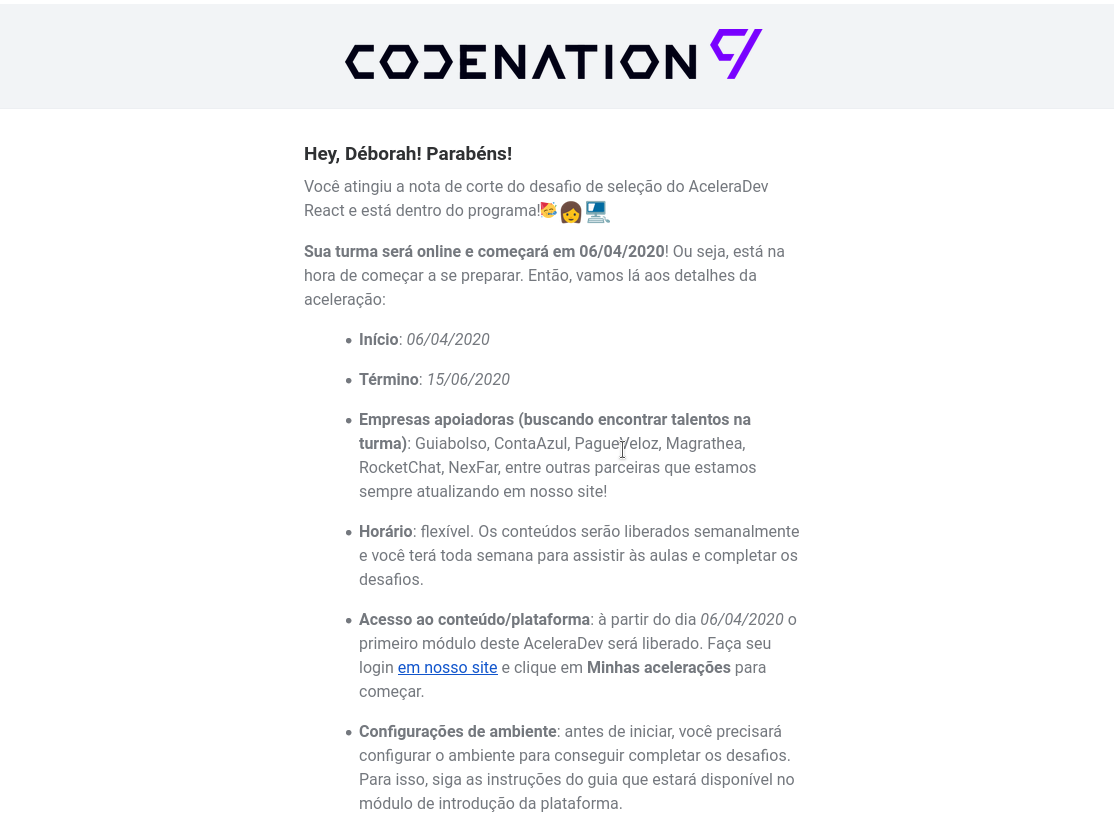 CODENATION
Hey, Déborah! Parabéns!
Você atingiu a nota de corte do desafio de seleção do AceleraDev
React e está dentro do programa!🥳👩💻
Sua turma será online e começará em 06/04/2020! Ou seja, está na
hora de começar a se preparar. Então, vamos lá aos detalhes da
aceleração:
• Início: 06/04/2020
• Término: 15/06/2020
• Empresas apoiadoras (buscando encontrar talentos na
turma): Guiabolso, ContaAzul, PagueVeloz, Magrathea,
RocketChat, NexFar, entre outras parceiras que estamos
sempre atualizando em nosso site!
• Horário: flexível. Os conteúdos serão liberados semanalmente
e você terá toda semana para assistir às aulas e completar os
desafios.
• Acesso ao conteúdo/plataforma: à partir do dia 06/04/2020 o
primeiro módulo deste AceleraDev será liberado. Faça seu
login em nosso site e clique em Minhas acelerações para
começar.
• Configurações de ambiente: antes de iniciar, você precisará
configurar o ambiente para conseguir completar os desafios.
Para isso, siga as instruções do guia que estará disponível no
módulo de introdução da plataforma.